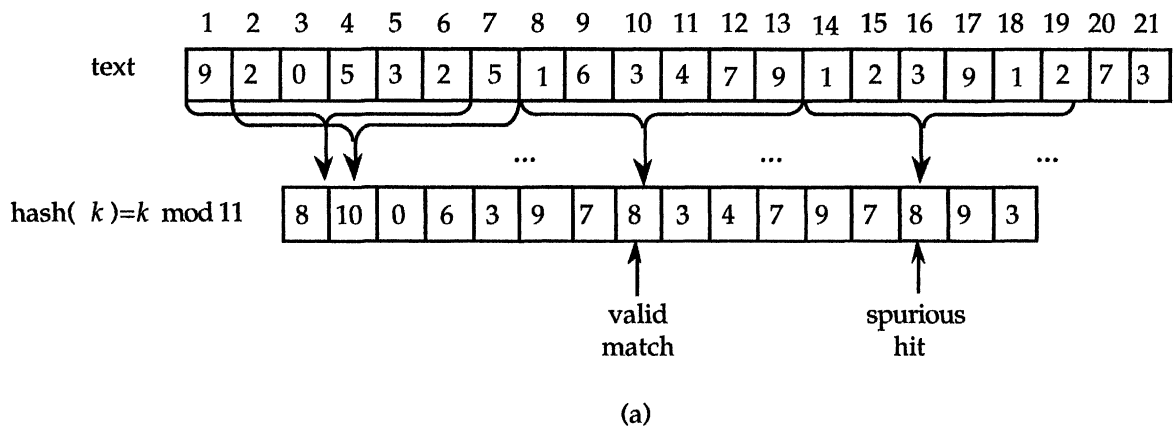 1 2 3 4 5 6 7 8 9 10 11 12 13 14 15 16 17 18 19 20 21
text 9 2 0 5 3 2 5 1 6 3 4 7 9 1 2 3 9 1 2 7 3
... ... ...
hash( k )=k mod 11 8 10 0 6 3 9 7 8 3 4 7 9 7 8 9 3
valid spurious
match hit
(a)